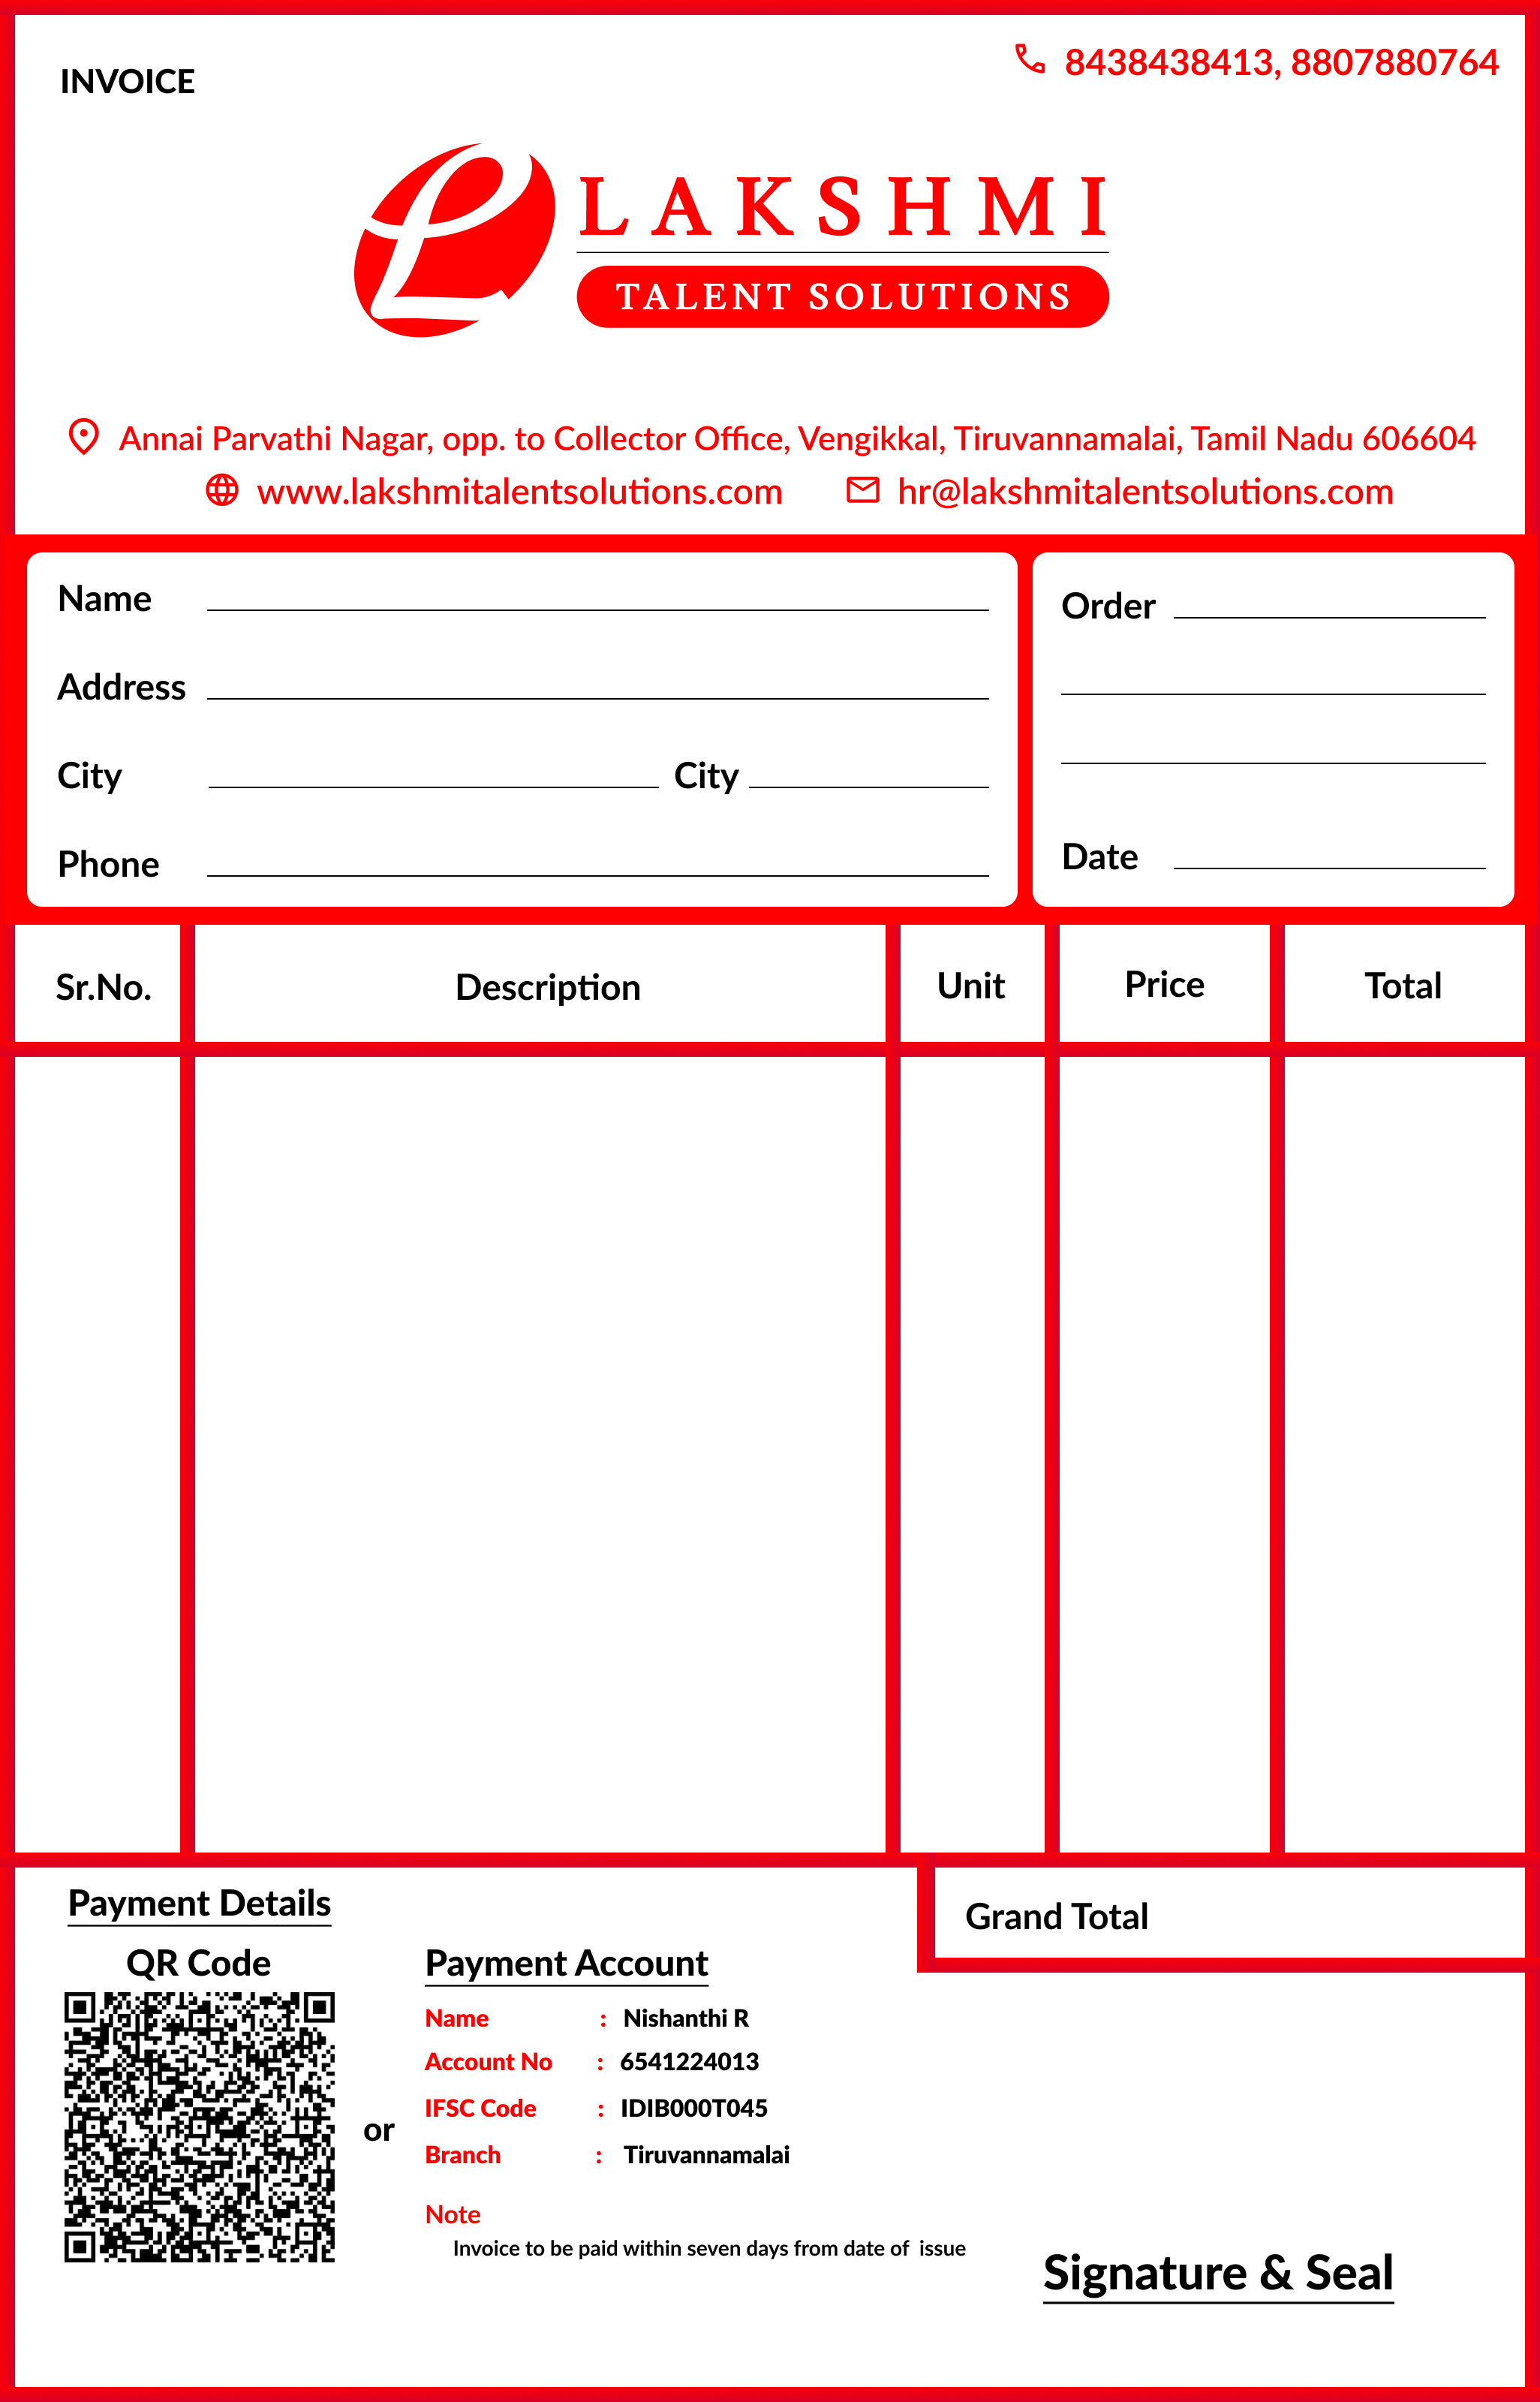 INVOICE
8438438413, 8807880764
LAKSHMI
TALENT SOLUTIONS
Annai Parvathi Nagar, opp. to Collector Office, Vengikkal, Tiruvannamalai, Tamil Nadu 606604
www.lakshmitalentsolutions.com hr@lakshmitalentsolutions.com
Name
Address
City City
Phone
Order
Date
Sr.No. Description Unit Price Total
Grand Total
Payment Details
QR Code
or
Payment Account
Name : Nishanthi R
Account No : 6541224013
IFSC Code : IDIB000T045
Branch : Tiruvannamalai
Note
Invoice to be paid within seven days from date of issue
Signature & Seal